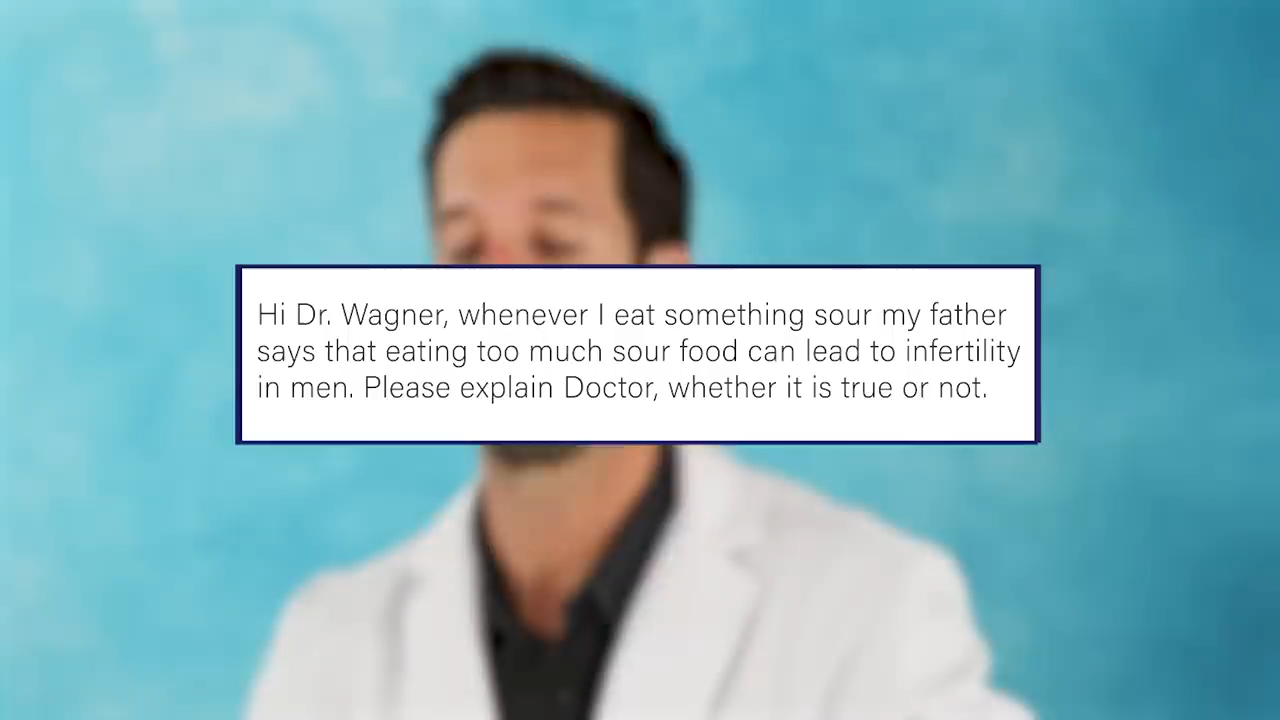 Hi Dr. Wagner, whenever I eat something sour my father
says that eating too much sour food can lead to infertility
in men. Please explain Doctor, whether it is true or not.